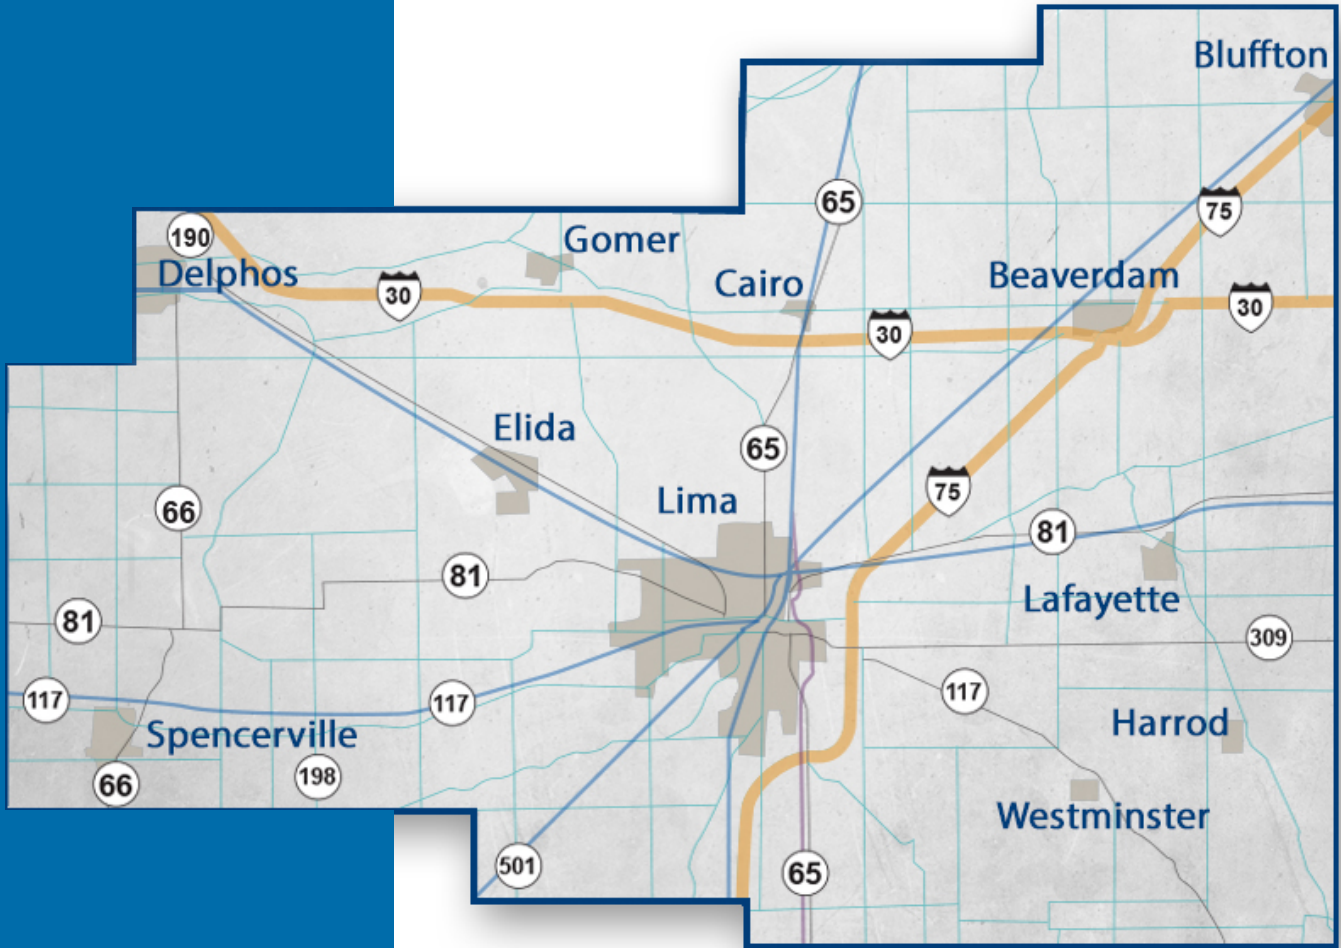 Bluffton
65
75
190
Gomer
Delphos
Cairo
Beaverdam
30
30
30
Elida
65
75
Lima
66
81
81
Lafayette
81
309
117
117
117
Harrod
Spencerville
198
66
Westminster
501
65